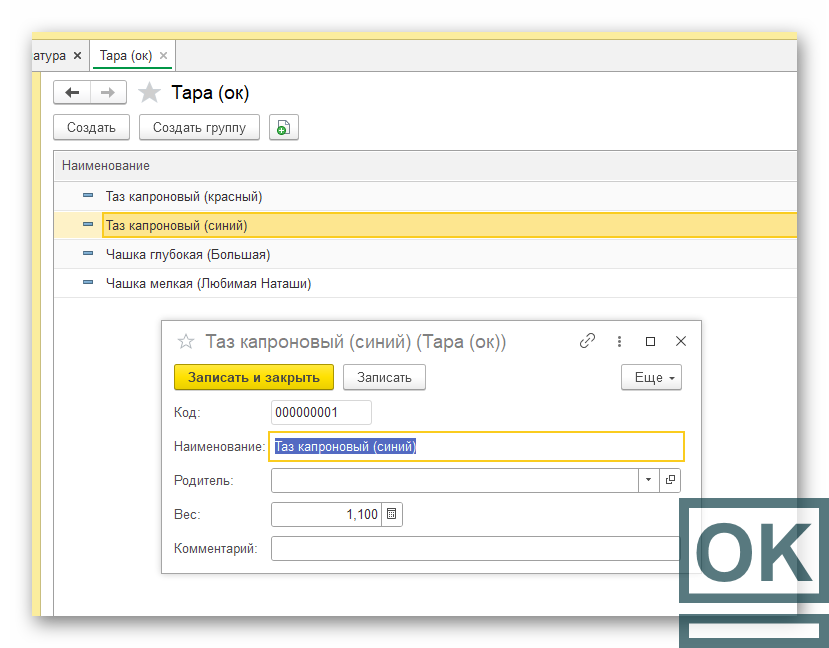 атура ×
Тара (ок) ×
Тара (ок)
Создать
Создать группу
Наименование
Таз капроновый (красный)
Таз капроновый (синий)
Чашка глубокая (Большая)
Чашка мелкая (Любимая Наташи)
Таз капроновый (синий) (Тара (ок))
Записать и закрыть
Записать
Еще
Код:
000000001
Наименование:
Таз капроновый (синий)
Родитель:
Вес:
1,100
Комментарий:
OK